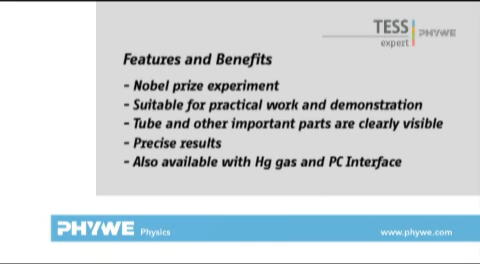 TESS
expert
PHYWE
Features and Benefits
- Nobel prize experiment
- Suitable for practical work and demonstration
- Tube and other important parts are clearly visible
- Precise results
- Also available with Hg gas and PC Interface
PHYWE Physics
www.phywe.com